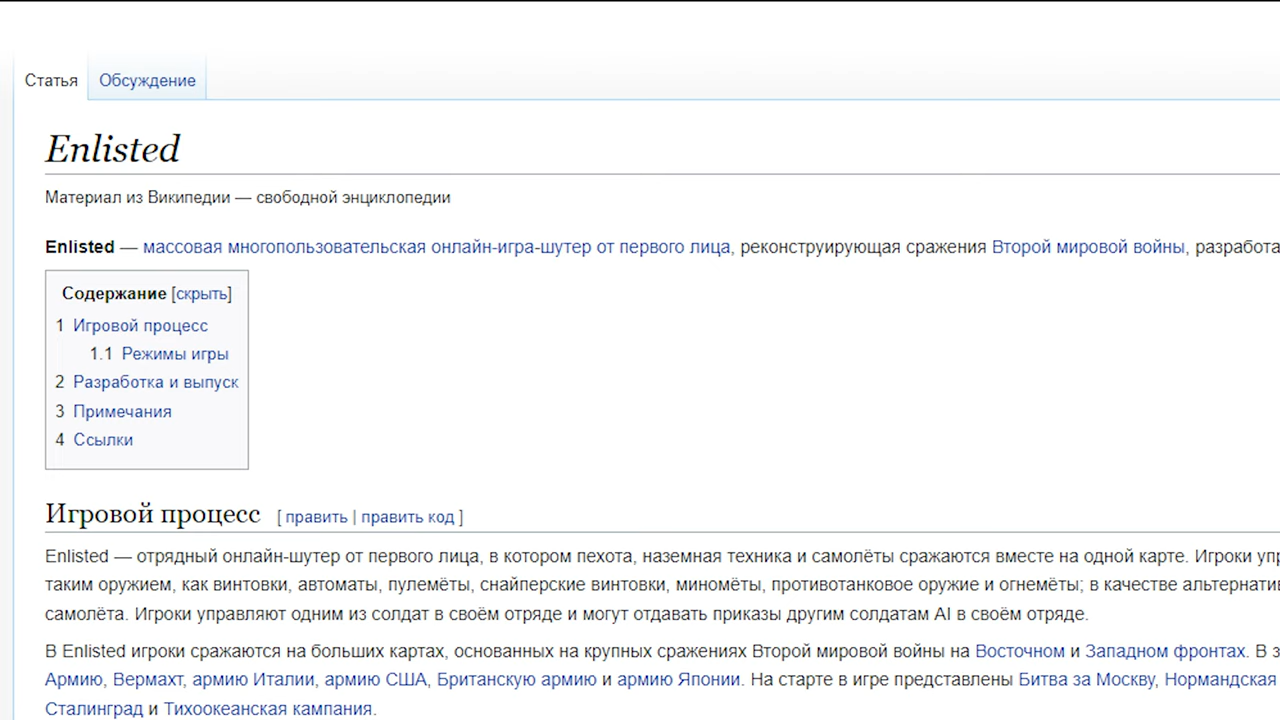 Статья Обсуждение
Enlisted
Материал из Википедии — свободной энциклопедии
Enlisted — массовая многопользовательская онлайн-игра-шутер от первого лица, реконструирующая сражения Второй мировой войны, разработа
Содержание [скрыть]
1 Игровой процесс
1.1 Режимы игры
2 Разработка и выпуск
3 Примечания
4 Ссылки
Игровой процесс [ править | править код ]
Enlisted — отрядный онлайн-шутер от первого лица, в котором пехота, наземная техника и самолёты сражаются вместе на одной карте. Игроки упр
таким оружием, как винтовки, автоматы, пулемёты, снайперские винтовки, миномёты, противотанковое оружие и огнемёты; в качестве альтернати
самолёта. Игроки управляют одним из солдат в своём отряде и могут отдавать приказы другим солдатам AI в своём отряде.
В Enlisted игроки сражаются на больших картах, основанных на крупных сражениях Второй мировой войны на Восточном и Западном фронтах. В з
Армию, Вермахт, армию Италии, армию США, Британскую армию и армию Японии. На старте в игре представлены Битва за Москву, Нормандская
Сталинград и Тихоокеанская кампания.